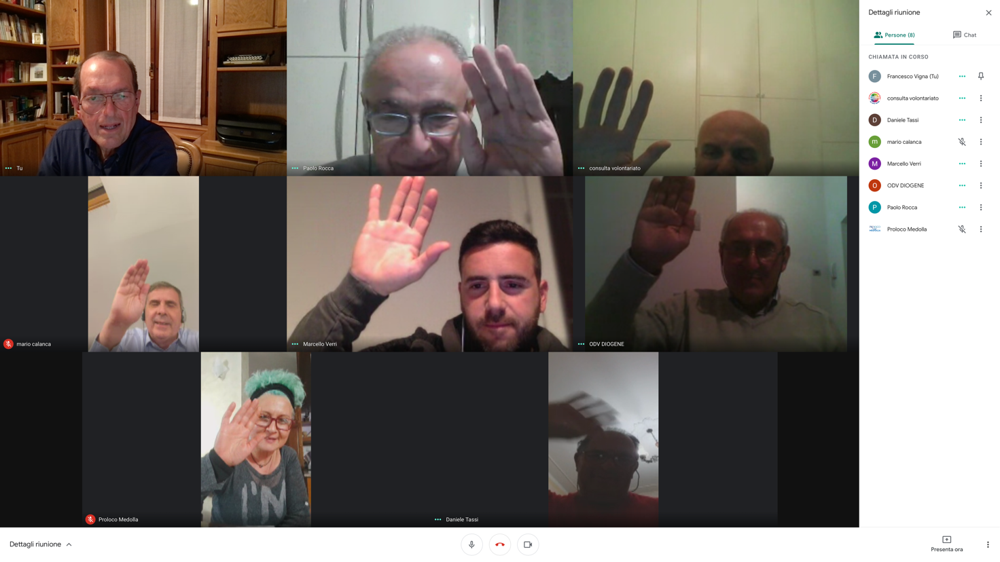 Dettagli riunione
Persone (8)
Chat
CHIAMATA IN CORSO
F
Francesco Vigna (Tu)
consulta volontariato
D
Daniele Tassi
m
mario calanca
M
Marcello Verri
O
ODV DIOGENE
P
Paolo Rocca
PROLOCO
MEDOLLA
Proloco Medolla
Tu
Paolo Rocca
consulta volontariato
mario calanca
Marcello Verri
ODV DIOGENE
I'N
Proloco Medolla
Daniele Tassi
Dettagli riunione
Presenta ora